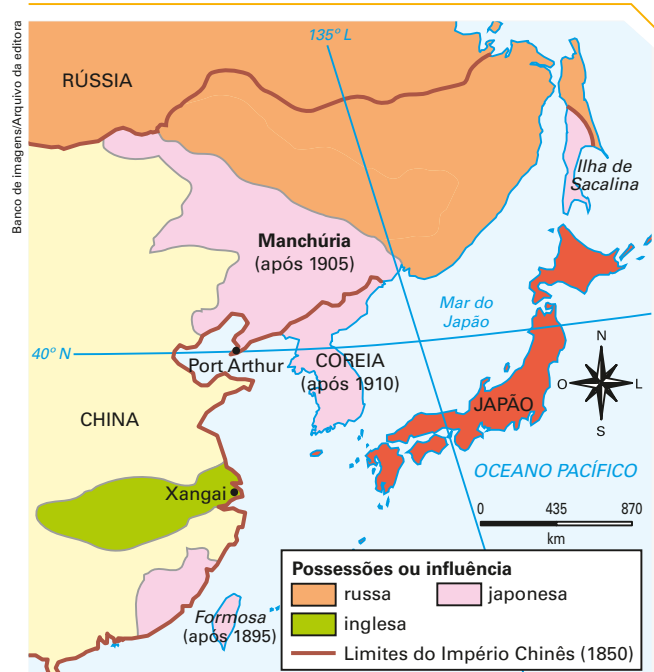 Banco de imagens/Arquivo da editora
135º L
RÚSSIA
Ilha de
Sacalina
Manchúria
(após 1905)
Mar do
Japão
N
40º N
Port Arthur
COREIA
(após 1910)
O
L
CHINA
JAPÃO
S
OCEANO PACÍFICO
Xangai
0 435 870
km
Formosa
(após 1895)
Possessões ou influência
russa
japonesa
inglesa
Limites do Império Chinês (1850)